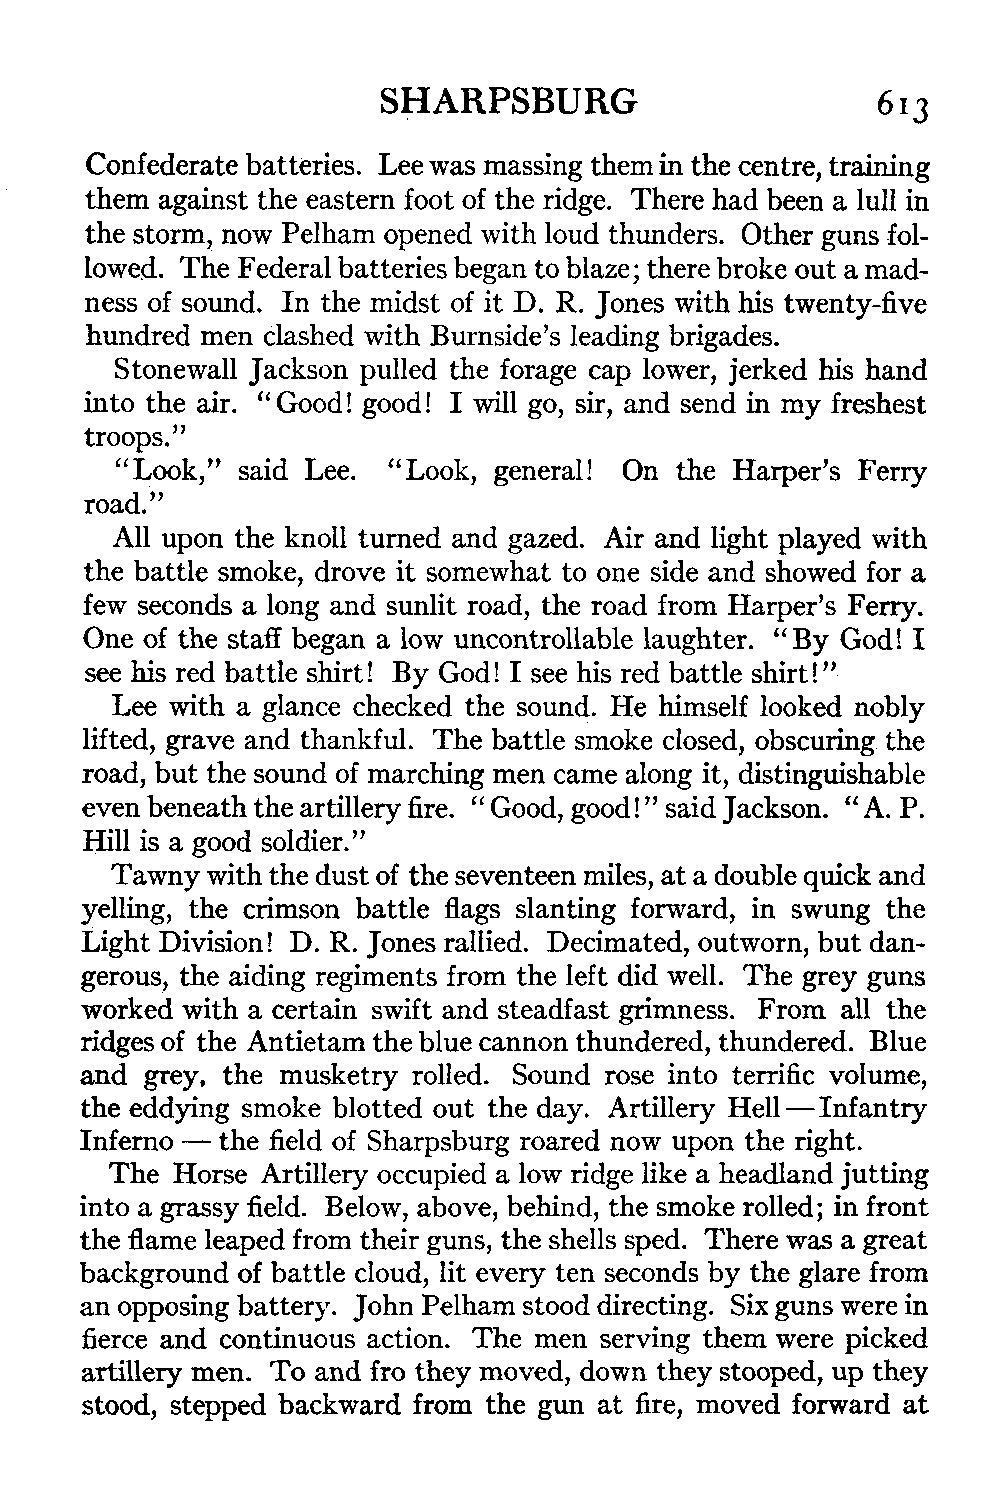 SHARPSBURG 613
Confederate batteries. Lee was massing them in the centre, training
them against the eastern foot of the ridge. There had been a lull in
the storm, now Pelham opened with loud thunders. Other guns fol-
lowed. The Federal batteries began to blaze; there broke out a mad-
ness of sound. In the midst of it D. R. Jones with his twenty-five
hundred men clashed with Burnside's leading brigades.
Stonewall Jackson pulled the forage cap lower, jerked his hand
into the air. "Good! good! I will go, sir, and send in my freshest
troops."
"Look," said Lee. "Look, general! On the Harper's Ferry
road."
All upon the knoll turned and gazed. Air and light played with
the battle smoke, drove it somewhat to one side and showed for a
few seconds a long and sunlit road, the road from Harper's Ferry.
One of the staff began a low uncontrollable laughter. "By God! I
see his red battle shirt! By God! I see his red battle shirt!"
Lee with a glance checked the sound. He himself looked nobly
lifted, grave and thankful. The battle smoke closed, obscuring the
road, but the sound of marching men came along it, distinguishable
even beneath the artillery fire. "Good, good!" said Jackson. "A. P.
Hill is a good soldier."
Tawny with the dust of the seventeen miles, at a double quick and
yelling, the crimson battle flags slanting forward, in swung the
Light Division! D. R. Jones rallied. Decimated, outworn, but dan-
gerous, the aiding regiments from the left did well. The grey guns
worked with a certain swift and steadfast grimness. From all the
ridges of the Antietam the blue cannon thundered, thundered. Blue
and grey, the musketry rolled. Sound rose into terrific volume,
the eddying smoke blotted out the day. Artillery Hell — Infantry
Inferno — the field of Sharpsburg roared now upon the right.
The Horse Artillery occupied a low ridge like a headland jutting
into a grassy field. Below, above, behind, the smoke rolled; in front
the flame leaped from their guns, the shells sped. There was a great
background of battle cloud, lit every ten seconds by the glare from
an opposing battery. John Pelham stood directing. Six guns were in
fierce and continuous action. The men serving them were picked
artillery men. To and fro they moved, down they stooped, up they
stood, stepped backward from the gun at fire, moved forward at